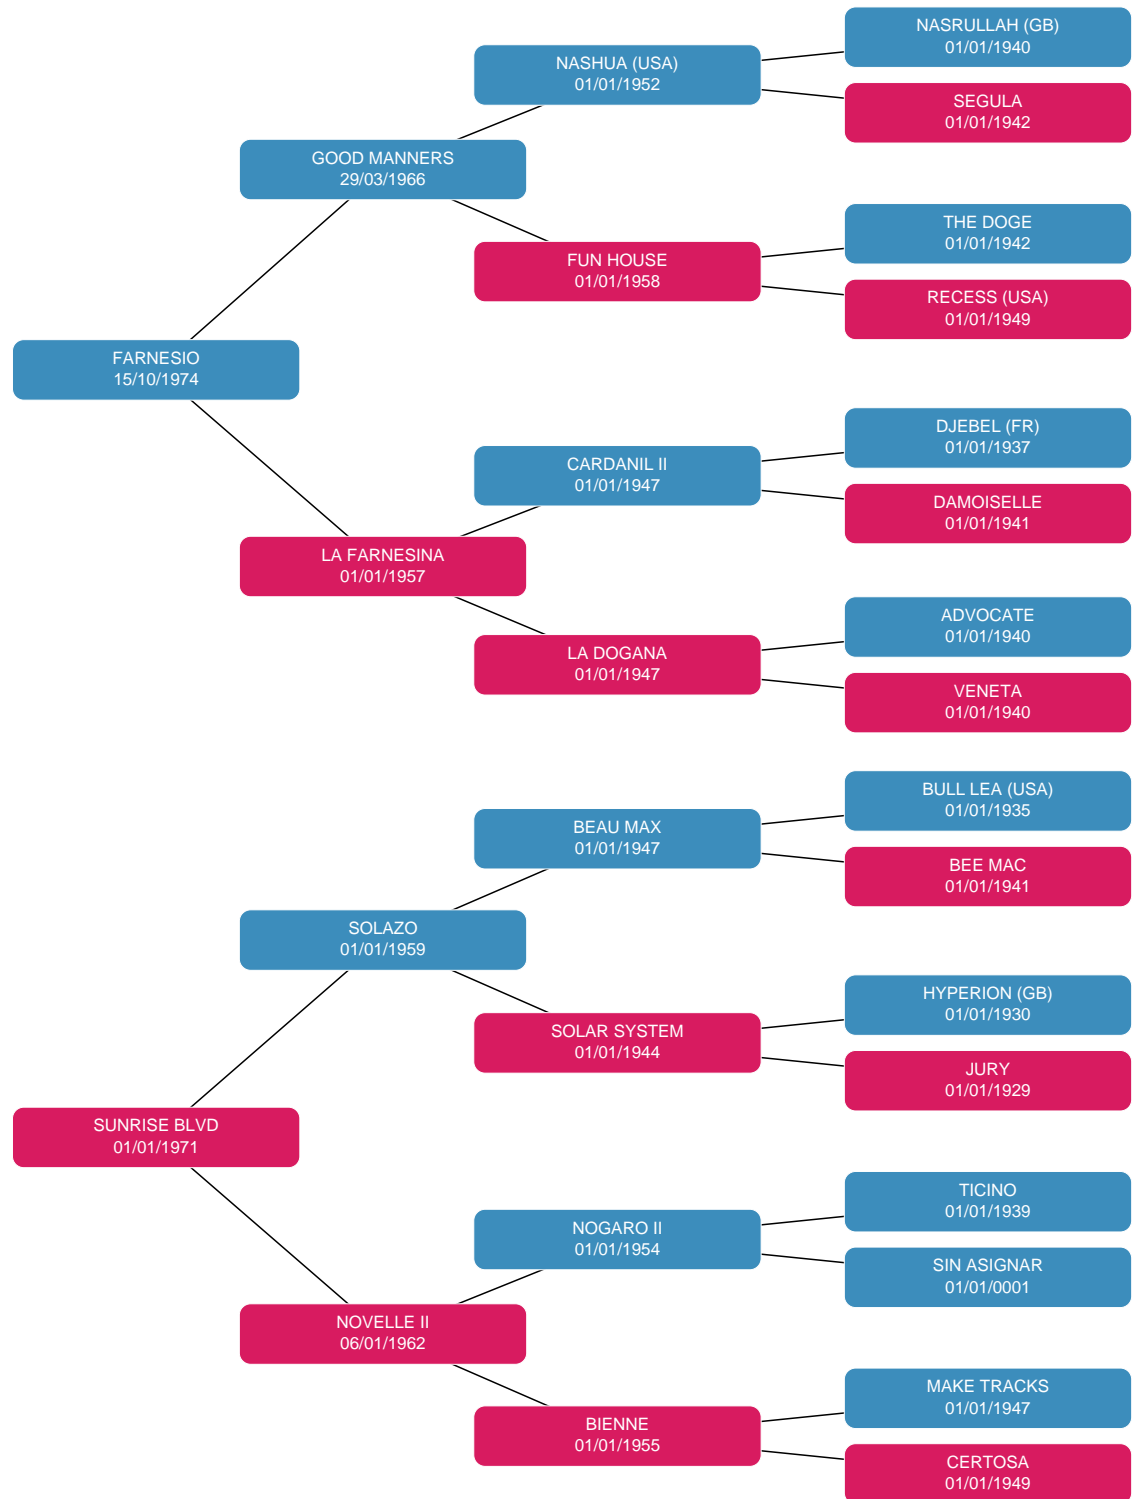 NASRULLAH (GB)
01/01/1940
NASHUA (USA)
01/01/1952
SEGULA
01/01/1942
GOOD MANNERS
29/03/1966
THE DOGE
01/01/1942
FUN HOUSE
01/01/1958
RECESS (USA)
01/01/1949
FARNESIO
15/10/1974
DJEBEL (FR)
01/01/1937
CARDANIL II
01/01/1947
DAMOISELLE
01/01/1941
LA FARNESINA
01/01/1957
ADVOCATE
01/01/1940
LA DOGANA
01/01/1947
VENETA
01/01/1940
BULL LEA (USA)
01/01/1935
BEAU MAX
01/01/1947
BEE MAC
01/01/1941
SOLAZO
01/01/1959
HYPERION (GB)
01/01/1930
SOLAR SYSTEM
01/01/1944
JURY
01/01/1929
SUNRISE BLVD
01/01/1971
TICINO
01/01/1939
NOGARO II
01/01/1954
SIN ASIGNAR
01/01/0001
NOVELLE II
06/01/1962
MAKE TRACKS
01/01/1947
BIENNE
01/01/1955
CERTOSA
01/01/1949